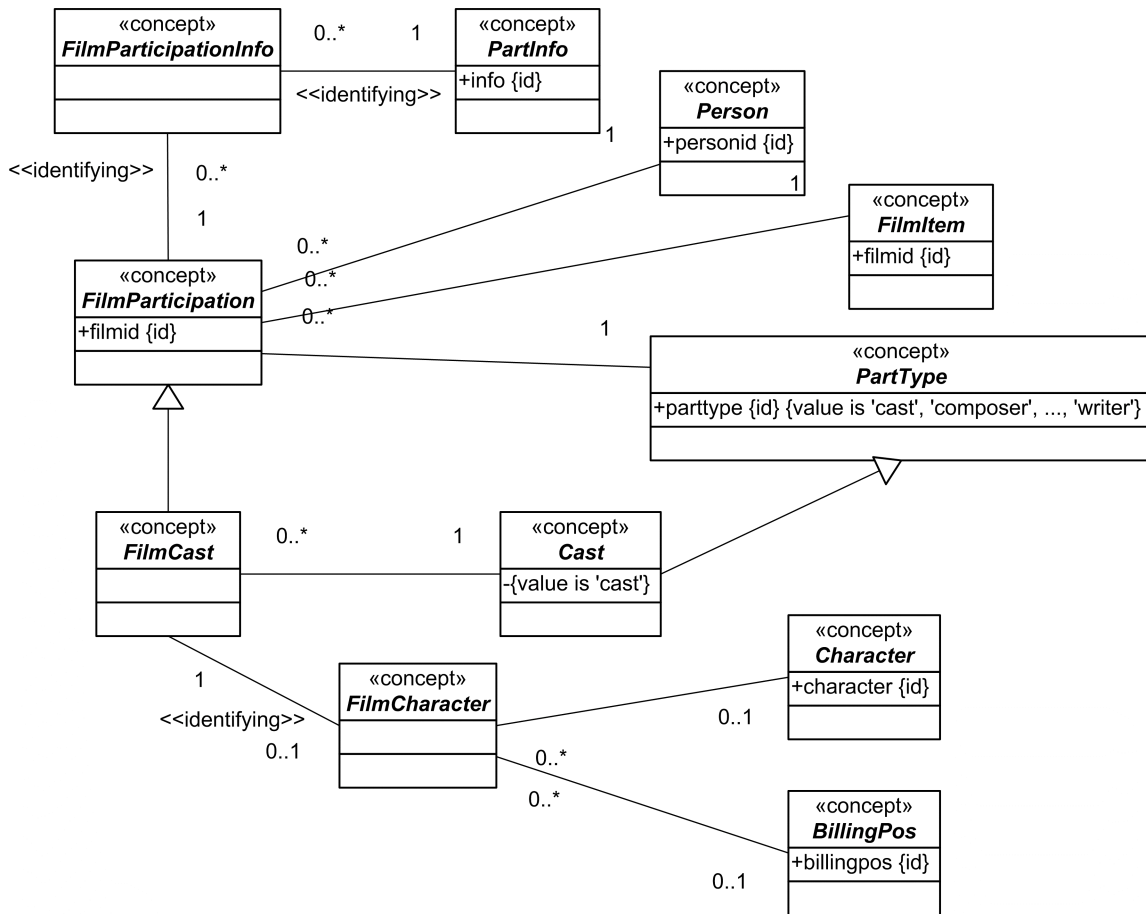 «concept»
FilmParticipationInfo
0..*
1
«concept»
PartInfo
+info {id}
<<identifying>>
«concept»
Person
+personid {id}
1
1
<<identifying>>
0..*
1
«concept»
FilmItem
+filmid {id}
0..*
0..*
0..*
«concept»
FilmParticipation
+filmid {id}
1
«concept»
PartType
+parttype {id} {value is 'cast', 'composer', ..., 'writer'}
«concept»
FilmCast
0..*
1
«concept»
Cast
-{value is 'cast'}
1
<<identifying>>
0..1
«concept»
FilmCharacter
«concept»
Character
+character {id}
0..1
0..*
0..*
«concept»
BillingPos
+billingpos {id}
0..1